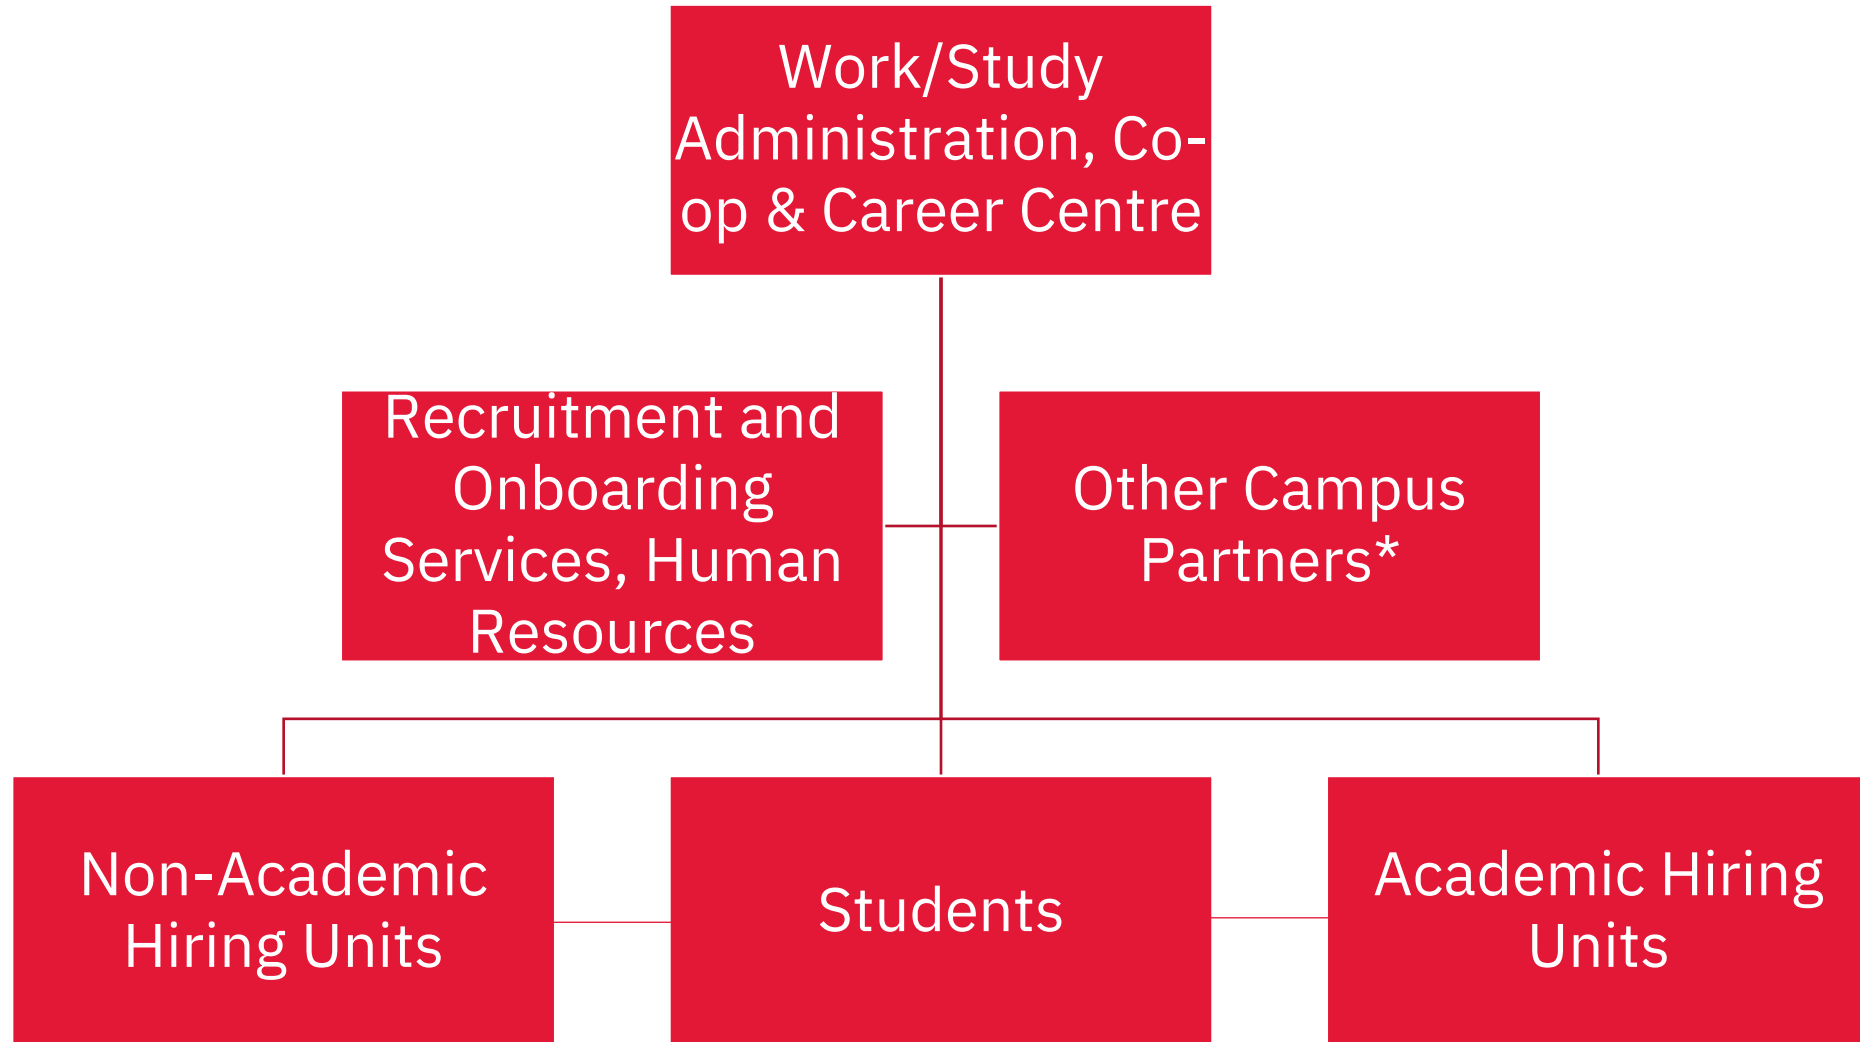 Work/Study
Administration, Co-
op & Career Centre
Recruitment and
Onboarding
Services, Human
Resources
Other Campus
Partners*
Non-Academic
Hiring Units
Students
Academic Hiring
Units